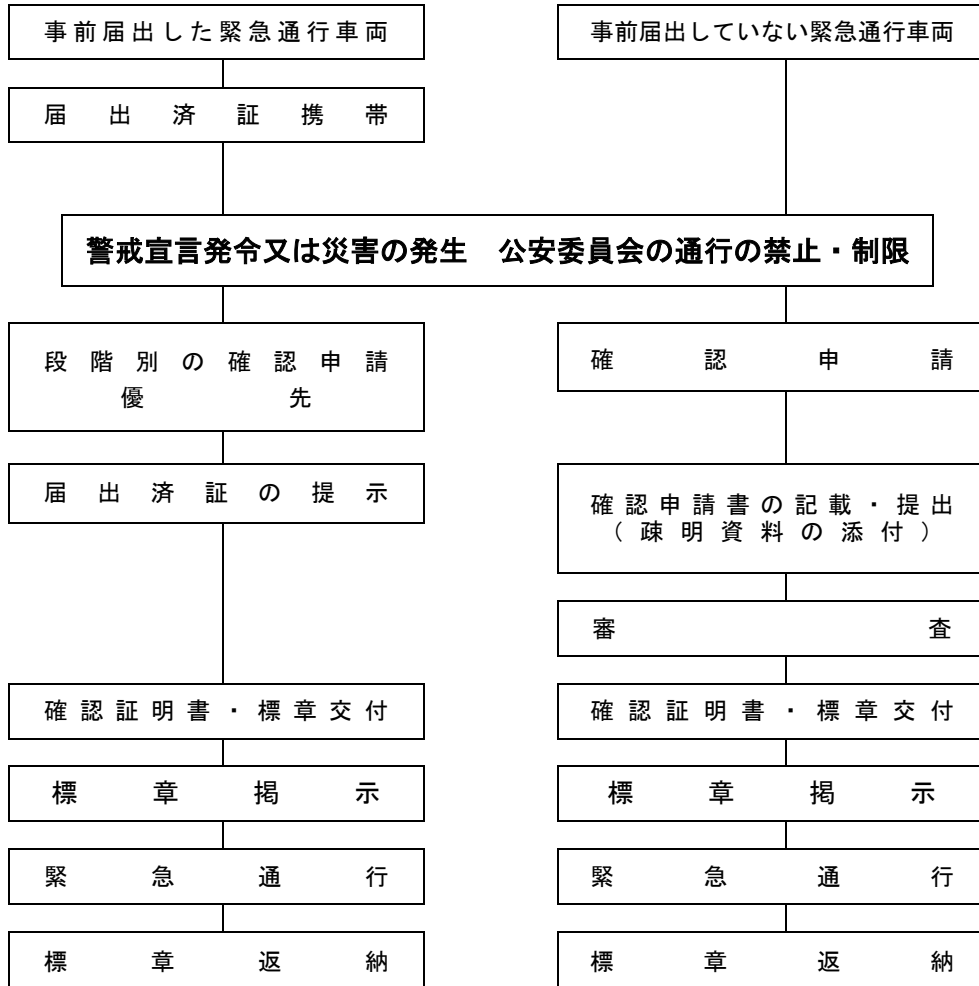 事前届出した緊急通行車両
事前届出していない緊急通行車両
届出済証携帯
警戒宣言発令又は災害の発生　公安委員会の通行の禁止・制限
段階別の確認申請
優先
確認申請
届出済証の提示
確認申請書の記載・提出
（疎明資料の添付）
審査
確認証明書・標章交付
確認証明書・標章交付
標章掲示
標章掲示
緊急通行
緊急通行
標章返納
標章返納